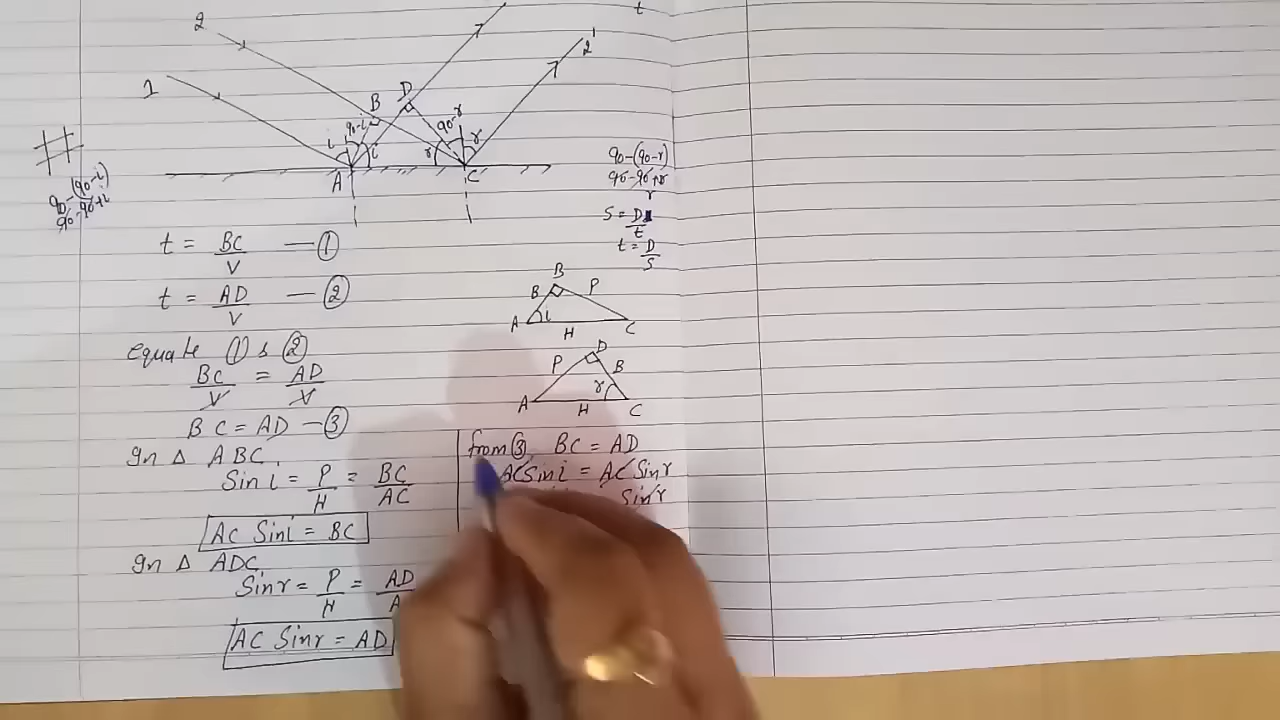 2
t
1
2'
1
B
D
90-i
i
i
90-r
r
r
A
C
90-(90-i)
90-90+i
90-(90-r)
90-90+r
r
S = D
t
t = D
S
t = BC — 1
V
t = AD — 2
V
equate 1 & 2
BC = AD
V V
BC = AD — 3
In Δ ABC,
Sin i = P = BC
H AC
AC Sin i = BC
In Δ ADC,
Sin r = P = AD
H A
AC Sin r = AD
B
B P
A i C
H
D
P B
r
A H C
from 3, BC = AD
AC Sin i = AC Sin r
Sin r